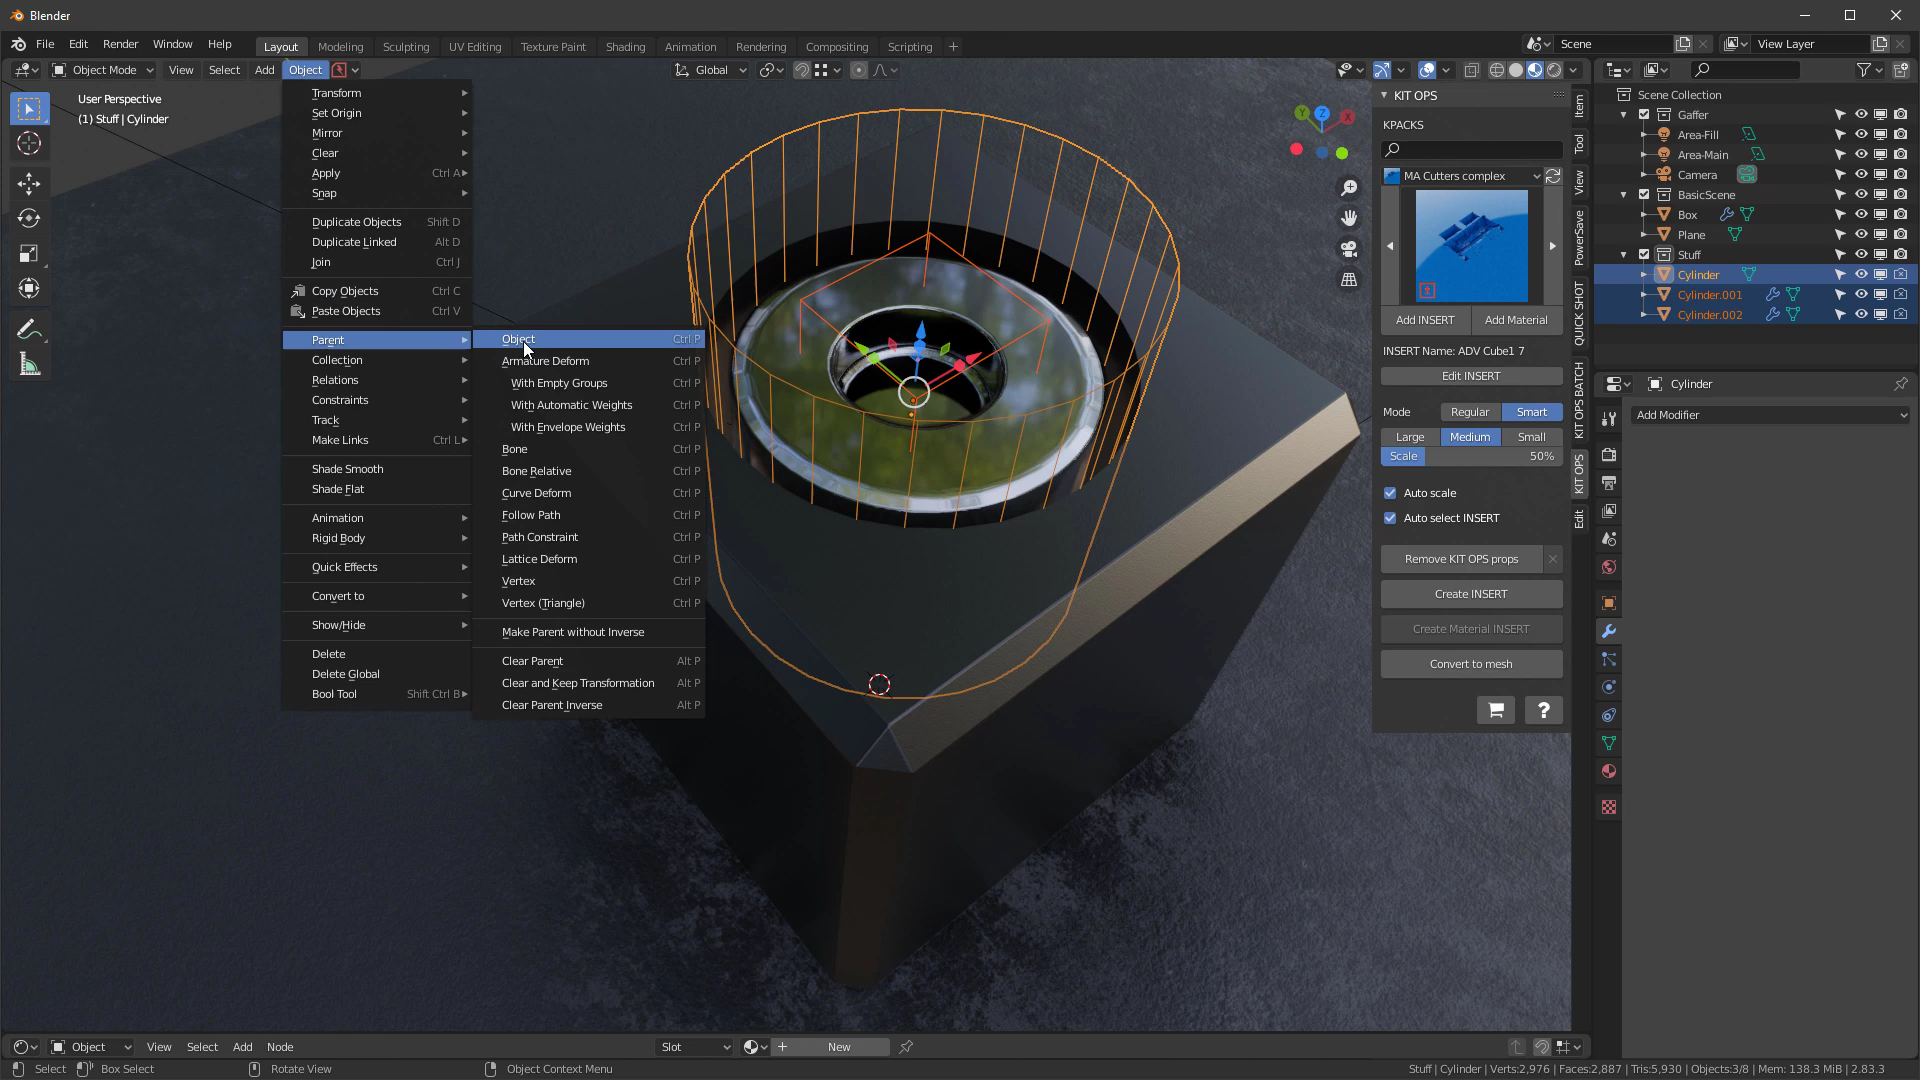 Blender
File Edit Render Window Help
Layout Modeling Sculpting UV Editing Texture Paint Shading Animation Rendering Compositing Scripting +
Scene
View Layer
Object Mode View Select Add Object
Global
User Perspective
(1) Stuff | Cylinder
Transform
Set Origin
Mirror
Clear
Apply Ctrl A
Snap
Duplicate Objects Shift D
Duplicate Linked Alt D
Join Ctrl J
Copy Objects Ctrl C
Paste Objects Ctrl V
Parent
Collection
Relations
Constraints
Track
Make Links Ctrl L
Shade Smooth
Shade Flat
Animation
Rigid Body
Quick Effects
Convert to
Show/Hide
Delete
Delete Global
Bool Tool Shift Ctrl B
Object Ctrl P
Armature Deform Ctrl P
With Empty Groups Ctrl P
With Automatic Weights Ctrl P
With Envelope Weights Ctrl P
Bone Ctrl P
Bone Relative Ctrl P
Curve Deform Ctrl P
Follow Path Ctrl P
Path Constraint Ctrl P
Lattice Deform Ctrl P
Vertex Ctrl P
Vertex (Triangle) Ctrl P
Make Parent without Inverse
Clear Parent Alt P
Clear and Keep Transformation Alt P
Clear Parent Inverse Alt P
Y Z X
KIT OPS
KPACKS
MA Cutters complex
Add INSERT Add Material
INSERT Name: ADV Cube1 7
Edit INSERT
Mode Regular Smart
Large Medium Small
Scale 50%
Auto scale
Auto select INSERT
Remove KIT OPS props
Create INSERT
Create Material INSERT
Convert to mesh
?
Item
Tool
View
PowerSave
QUICK SHOT
KIT OPS BATCH
KIT OPS
Edit
Scene Collection
Gaffer
Area-Fill
Area-Main
Camera
BasicScene
Box
Plane
Stuff
Cylinder
Cylinder.001
Cylinder.002
Cylinder
Add Modifier
Object View Select Add Node
Slot
+ New
Select Box Select Rotate View Object Context Menu
Stuff | Cylinder | Verts:2,976 | Faces:2,887 | Tris:5,930 | Objects:3/8 | Mem: 138.3 MiB | 2.83.3